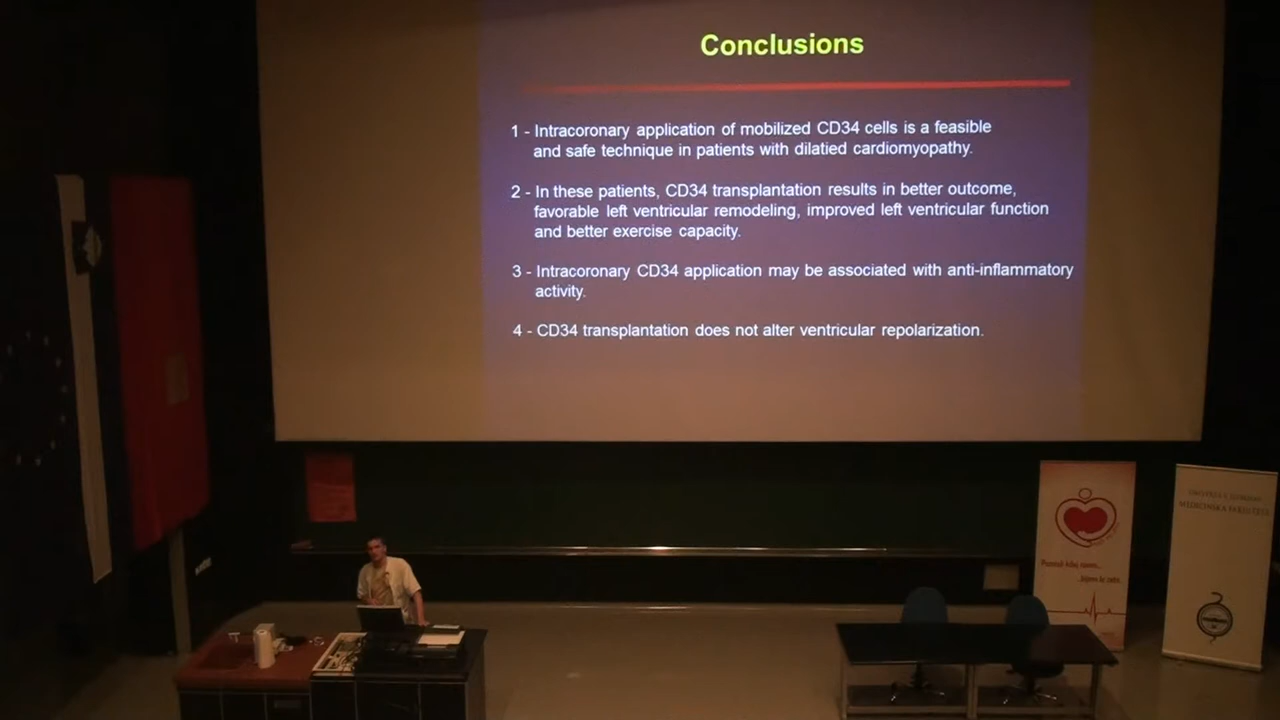 Conclusions
1 - Intracoronary application of mobilized CD34 cells is a feasible
and safe technique in patients with dilatied cardiomyopathy.
2 - In these patients, CD34 transplantation results in better outcome,
favorable left ventricular remodeling, improved left ventricular function
and better exercise capacity.
3 - Intracoronary CD34 application may be associated with anti-inflammatory
activity.
4 - CD34 transplantation does not alter ventricular repolarization.
MEDICINSKA FAKULTETA